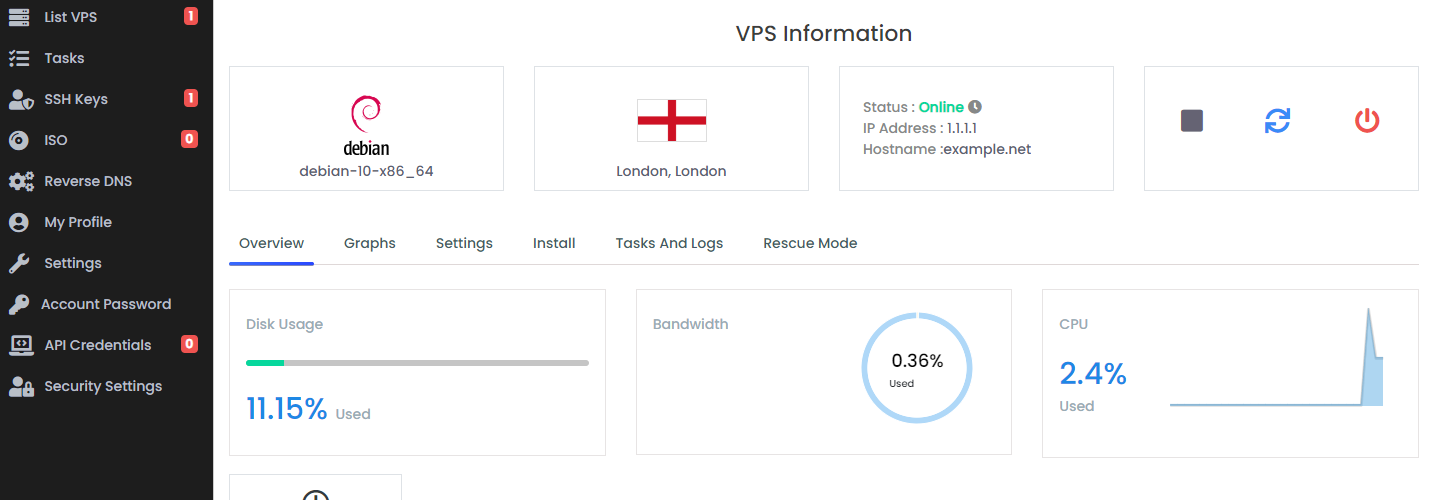 List VPS 1
Tasks
SSH Keys 1
ISO 0
Reverse DNS
My Profile
Settings
Account Password
API Credentials 0
Security Settings
VPS Information
debian
debian-10-x86_64
London, London
Status : Online
IP Address : 1.1.1.1
Hostname :example.net
Overview Graphs Settings Install Tasks And Logs Rescue Mode
Disk Usage
11.15% Used
Bandwidth
0.36%
Used
CPU
2.4%
Used